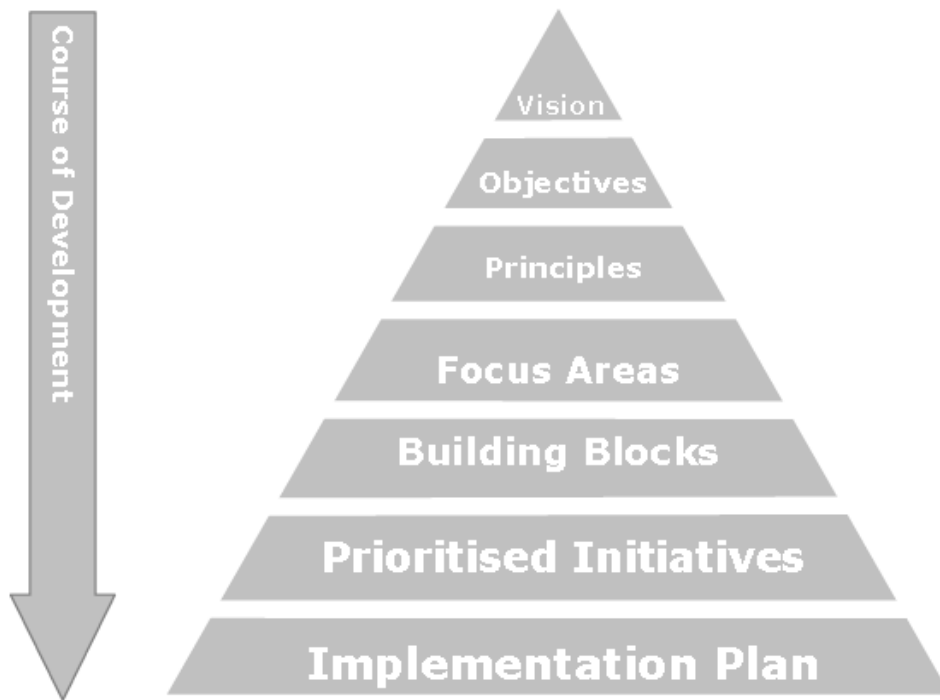 Course of Development
Vision
Objectives
Principles
Focus Areas
Building Blocks
Prioritised Initiatives
Implementation Plan